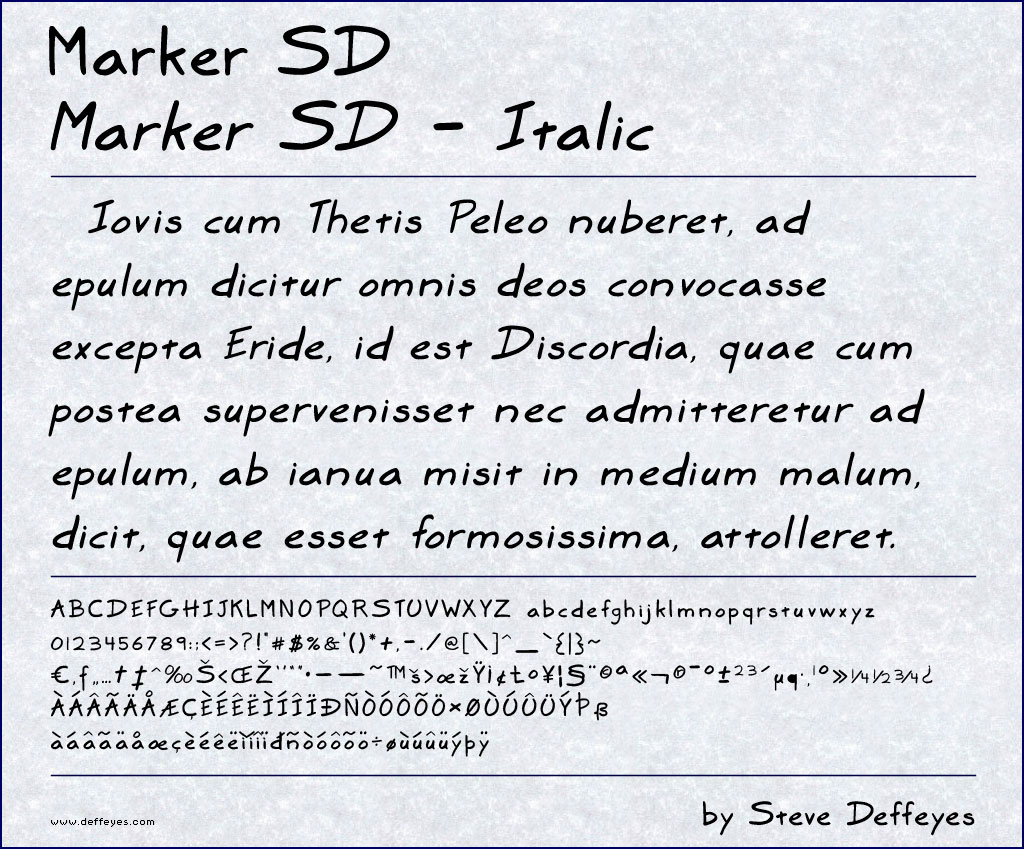 Marker SD
Marker SD - Italic
Iovis cum Thetis Peleo nuberet, ad
epulum dicitur omnis deos convocasse
excepta Eride, id est Discordia, quae cum
postea supervenisset nec admitteretur ad
epulum, ab ianua misit in medium malum,
dicit, quae esset formosissima, attolleret.
ABCDEFGHIJKLMNOPQRSTUVWXYZ abcdefghijklmnopqrstuvwxyz
0123456789:;<=>?!"#$%&'()*+,-./@[\]^_`{|}~
€‚ƒ„…†‡ˆ‰Š<ŒŽ‘’“”•–—˜™š>œžŸ¡¢£¤¥¦§¨©ª«¬®¯°±²³´µ¶·¸¹º»¼½¾¿
ÀÁÂÃÄÅÆÇÈÉÊËÌÍÎÏÐÑÒÓÔÕÖ×ØÙÚÛÜÝÞß
àáâãäåæçèéêëìíîïđñòóôõö÷øùúûüýþÿ
www.deffeyes.com
by Steve Deffeyes